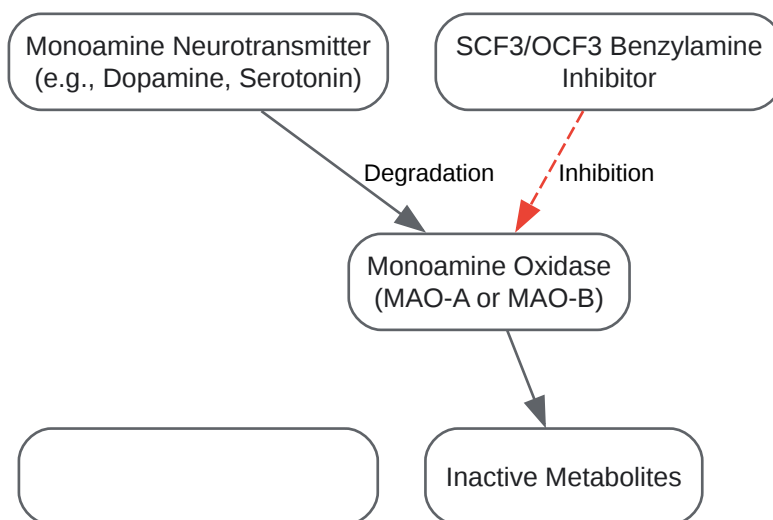 Monoamine Neurotransmitter
(e.g., Dopamine, Serotonin)
SCF3/OCF3 Benzylamine
Inhibitor
Degradation
Inhibition
Monoamine Oxidase
(MAO-A or MAO-B)
Inactive Metabolites